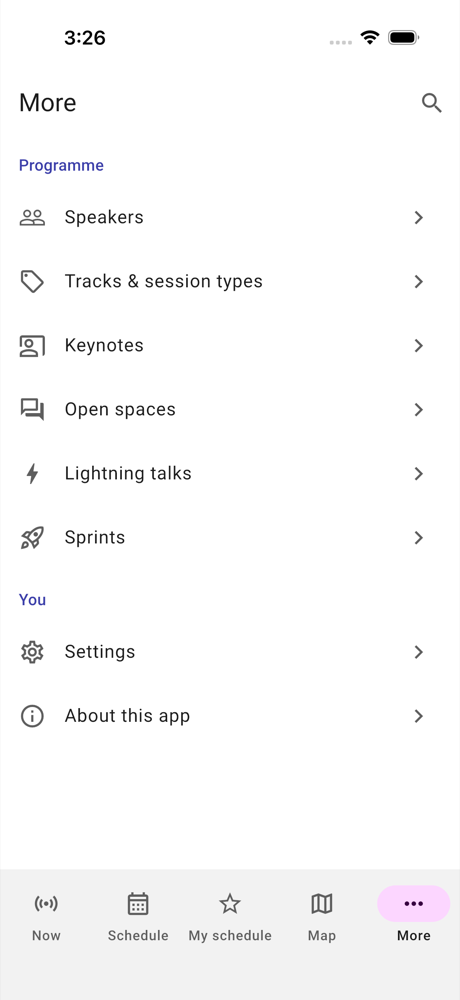 3:26
More
Programme
Speakers
Tracks & session types
Keynotes
Open spaces
Lightning talks
Sprints
You
Settings
About this app
Now
Schedule
My schedule
Map
More